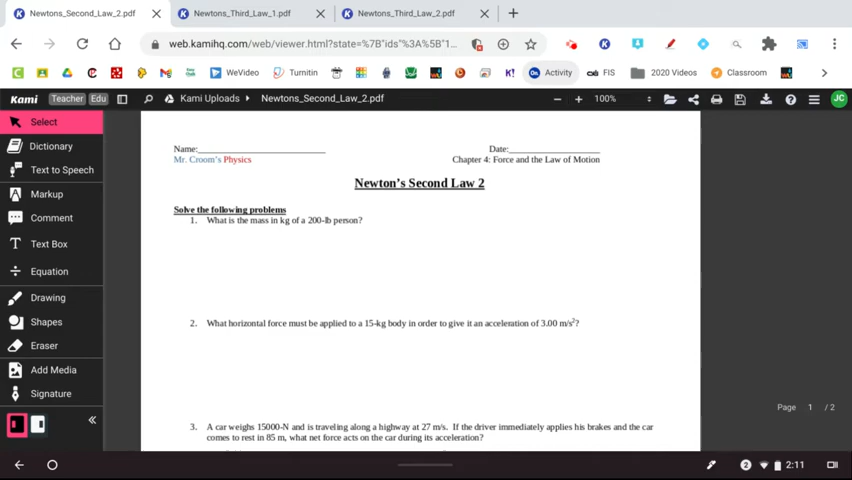 Newtons_Second_Law_2.pdf Newtons_Third_Law_1.pdf Newtons_Third_Law_2.pdf
web.kamihq.com/web/viewer.html?state=%7B"ids"%3A%5B"1...
WeVideo Turnitin K! Activity FIS 2020 Videos Classroom
Kami Teacher Edu Kami Uploads Newtons_Second_Law_2.pdf 100% JC
Select
Dictionary
Text to Speech
Markup
Comment
Text Box
Equation
Drawing
Shapes
Eraser
Add Media
Signature
Name:__________________________ Date:___________________
Mr. Croom's Physics Chapter 4: Force and the Law of Motion
Newton's Second Law 2
Solve the following problems
1. What is the mass in kg of a 200-lb person?
2. What horizontal force must be applied to a 15-kg body in order to give it an acceleration of 3.00 m/s²?
3. A car weighs 15000-N and is traveling along a highway at 27 m/s. If the driver immediately applies his brakes and the car
comes to rest in 85 m, what net force acts on the car during its acceleration?
Page 1 / 2
2 2:11